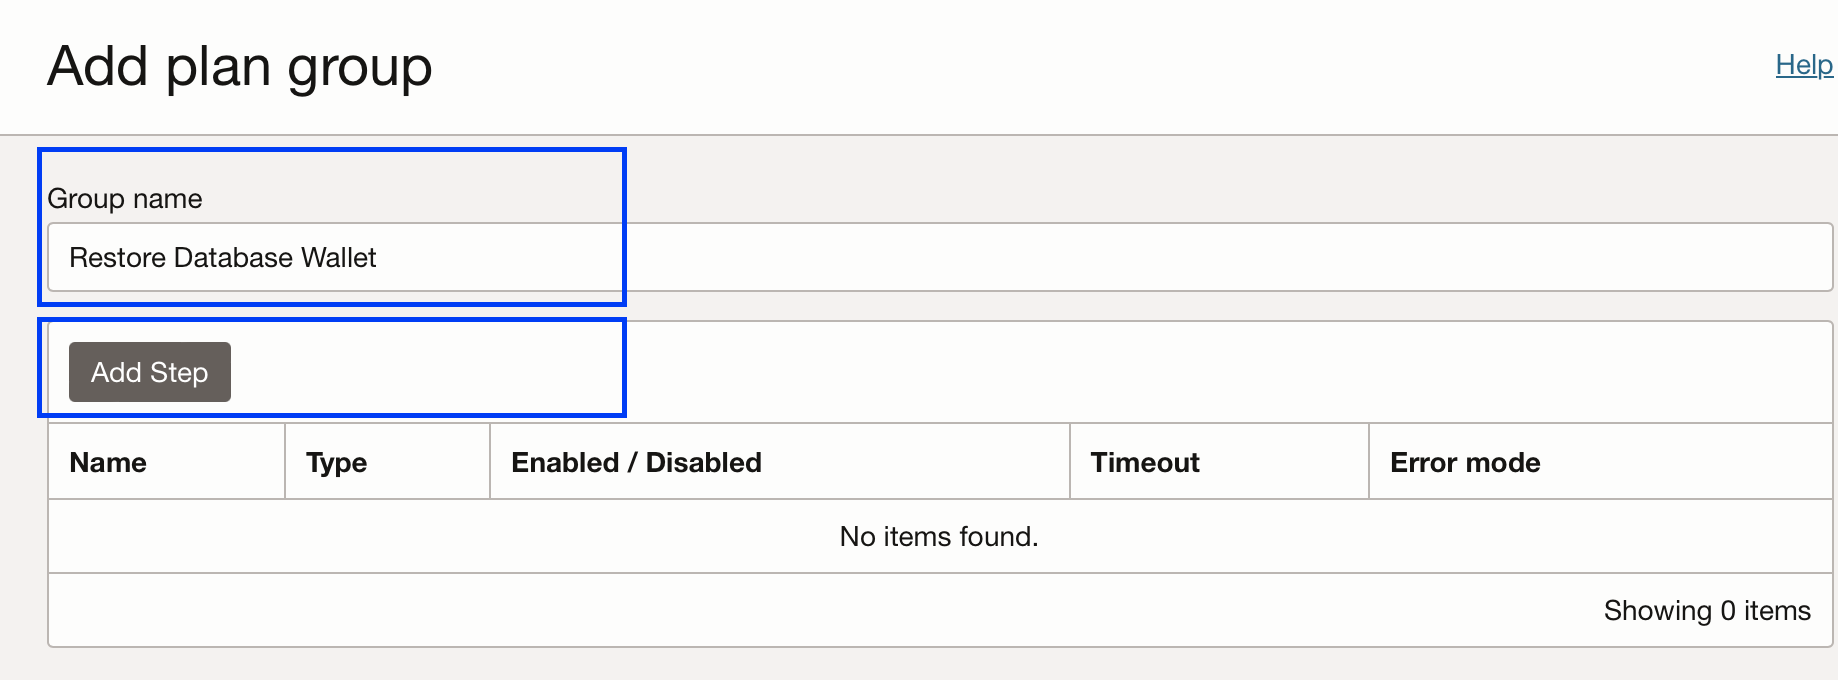 Add plan group
Help
Group name
Restore Database Wallet
Add Step
Name Type Enabled / Disabled Timeout Error mode
No items found.
Showing 0 items